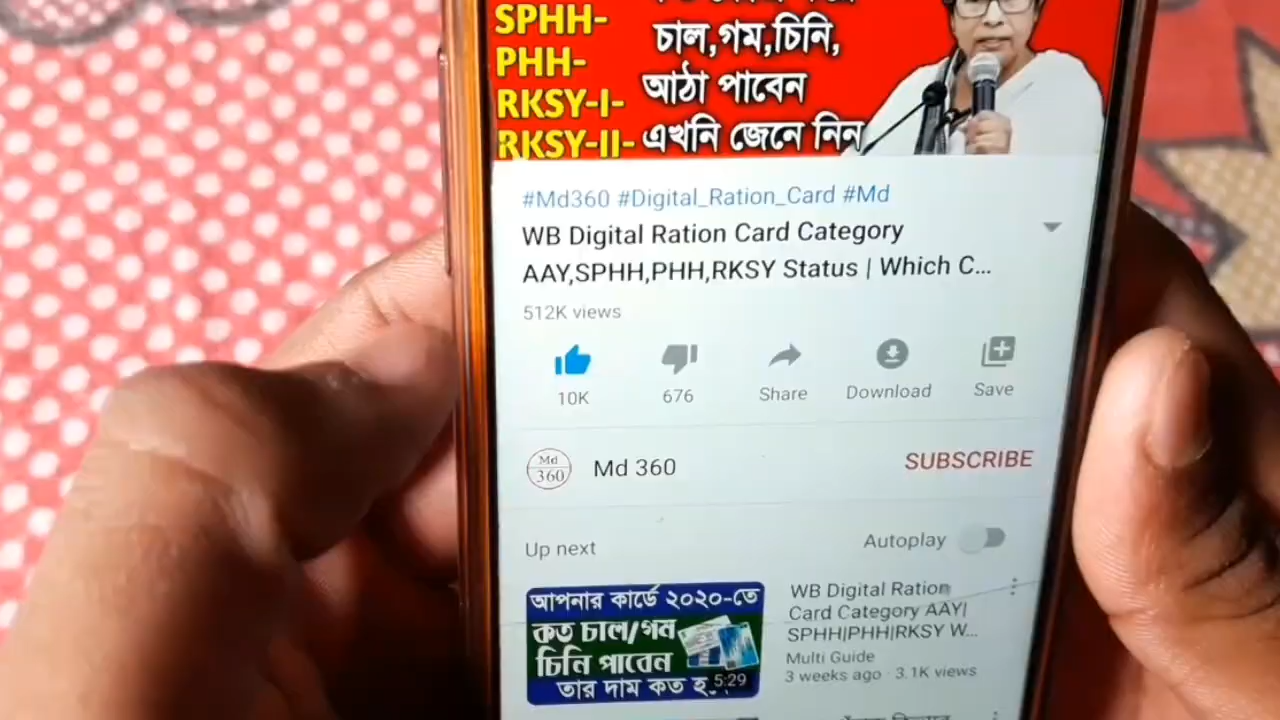 SPHH-
চাল,গম,চিনি,
PHH-
আঠা পাবেন
RKSY-I-
RKSY-II-
এখনি জেনে নিন
#Md360 #Digital_Ration_Card #Md
WB Digital Ration Card Category
AAY,SPHH,PHH,RKSY Status | Which C...
512K views
10K
676
Share
Download
Save
Md
360
Md 360
SUBSCRIBE
Up next
Autoplay
আপনার কার্ডে ২০২০-তে
কত চাল/গম
চিনি পাবেন
তার দাম কত
5:29
WB Digital Ration
Card Category AAY|
SPHH|PHH|RKSY W...
Multi Guide
3 weeks ago · 3.1K views